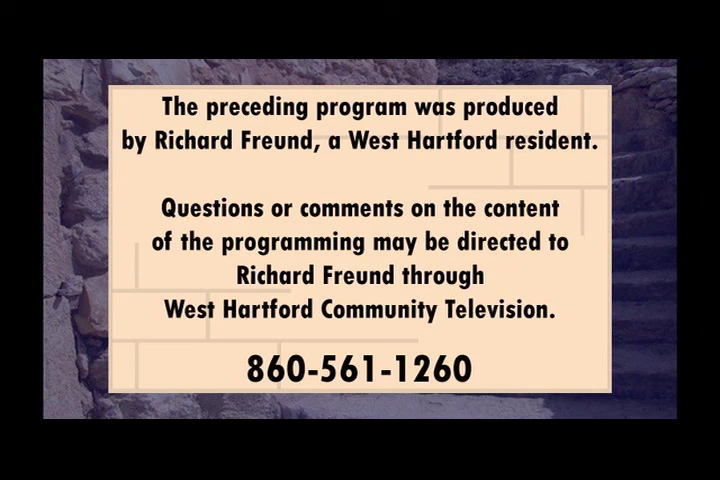 The preceding program was produced
by Richard Freund, a West Hartford resident.
Questions or comments on the content
of the programming may be directed to
Richard Freund through
West Hartford Community Television.
860-561-1260